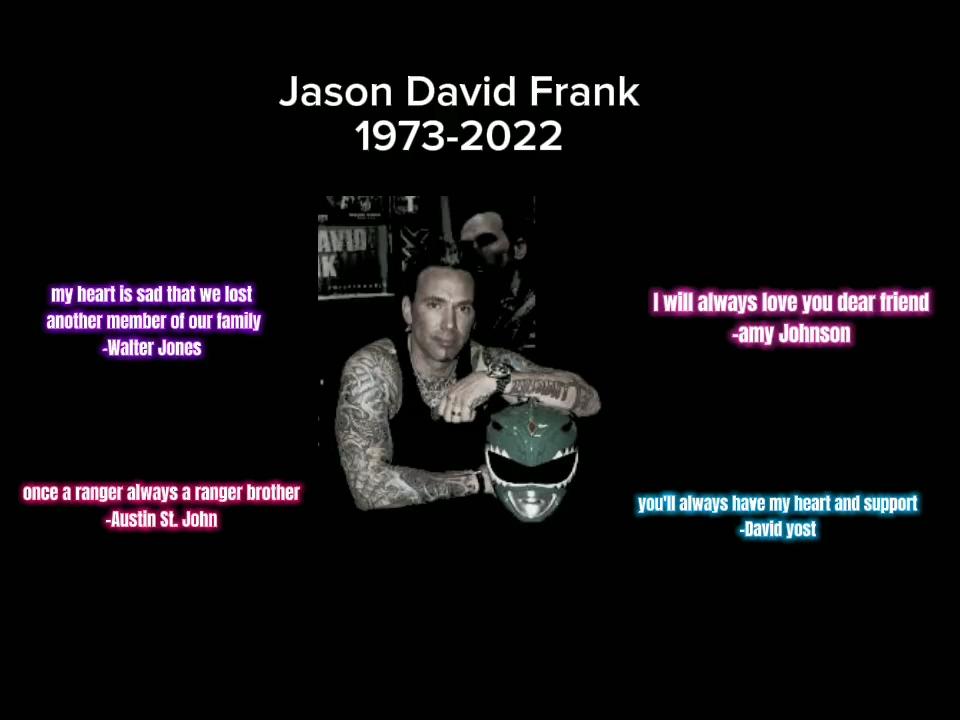 Jason David Frank
1973-2022
AVID
K
my heart is sad that we lost
another member of our family
-Walter Jones
I will always love you dear friend
-amy Johnson
once a ranger always a ranger brother
-Austin St. John
you'll always have my heart and support
-David yost